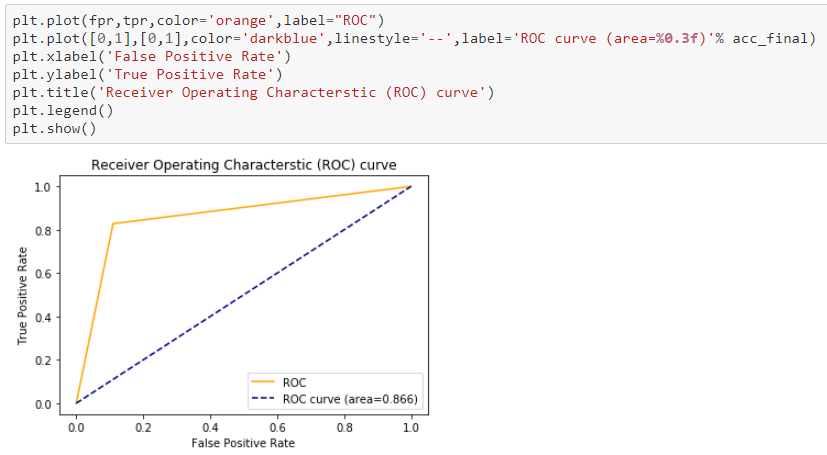 plt.plot(fpr,tpr,color='orange',label="ROC")
plt.plot([0,1],[0,1],color='darkblue',linestyle='--',label='ROC curve (area=%0.3f)'% acc_final)
plt.xlabel('False Positive Rate')
plt.ylabel('True Positive Rate')
plt.title('Receiver Operating Characterstic (ROC) curve')
plt.legend()
plt.show()
Receiver Operating Characterstic (ROC) curve
True Positive Rate
1.0
0.8
0.6
0.4
0.2
0.0
ROC
ROC curve (area=0.866)
0.0 0.2 0.4 0.6 0.8 1.0
False Positive Rate